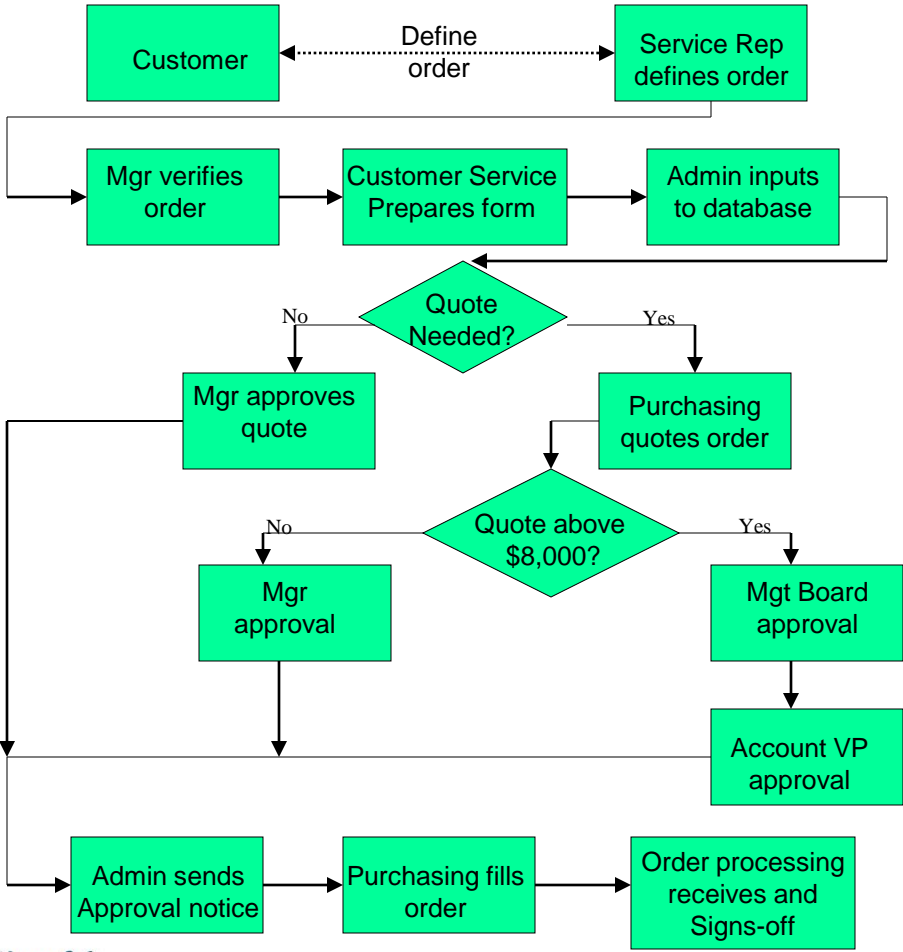 Customer
Define
order
Service Rep
defines order
Mgr verifies
order
Customer Service
Prepares form
Admin inputs
to database
Quote
Needed?
No
Yes
Mgr approves
quote
Purchasing
quotes order
Quote above
$8,000?
No
Yes
Mgr
approval
Mgt Board
approval
Account VP
approval
Admin sends
Approval notice
Purchasing fills
order
Order processing
receives and
Signs-off